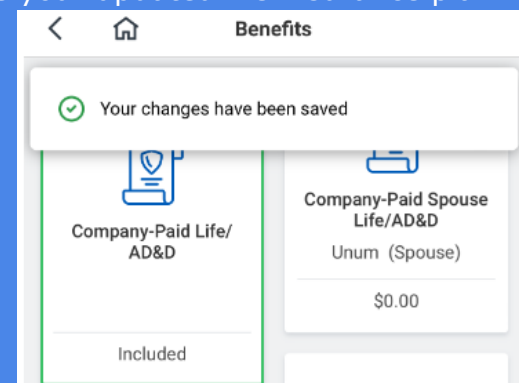 Benefits
Your changes have been saved
Company-Paid Life/
AD&D
Included
Company-Paid Spouse
Life/AD&D
Unum (Spouse)
$0.00